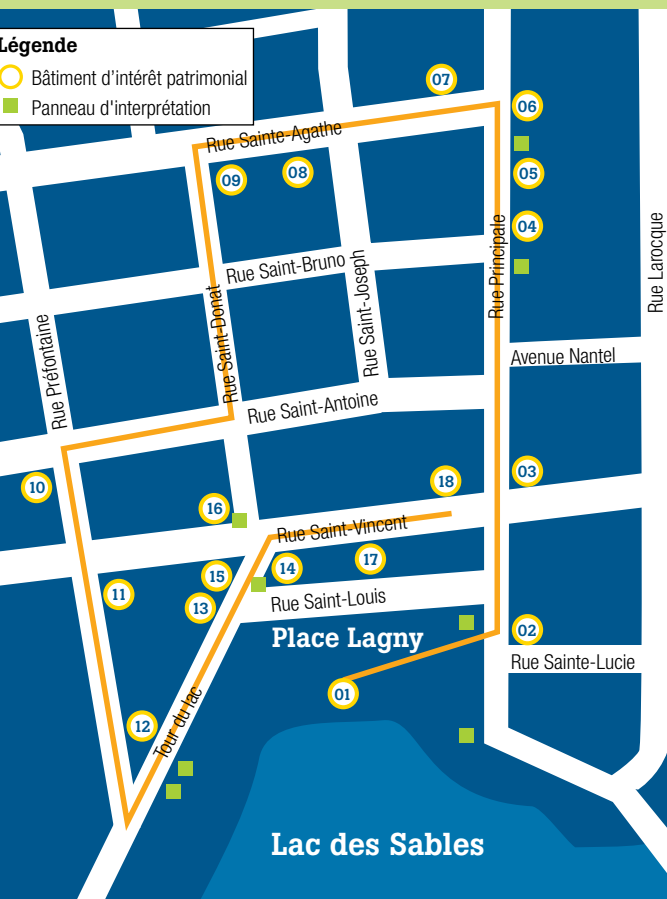 Légende
Bâtiment d'intérêt patrimonial
Panneau d'interprétation
07
06
Rue Sainte-Agathe
05
09
08
04
Rue Saint-Bruno
Rue Principale
Rue Larocque
Rue Saint-Joseph
Rue Saint-Donat
Rue Préfontaine
Avenue Nantel
Rue Saint-Antoine
03
10
18
16
Rue Saint-Vincent
17
14
15
11
13
Rue Saint-Louis
Place Lagny
02
Rue Sainte-Lucie
01
12
Tour du lac
Lac des Sables